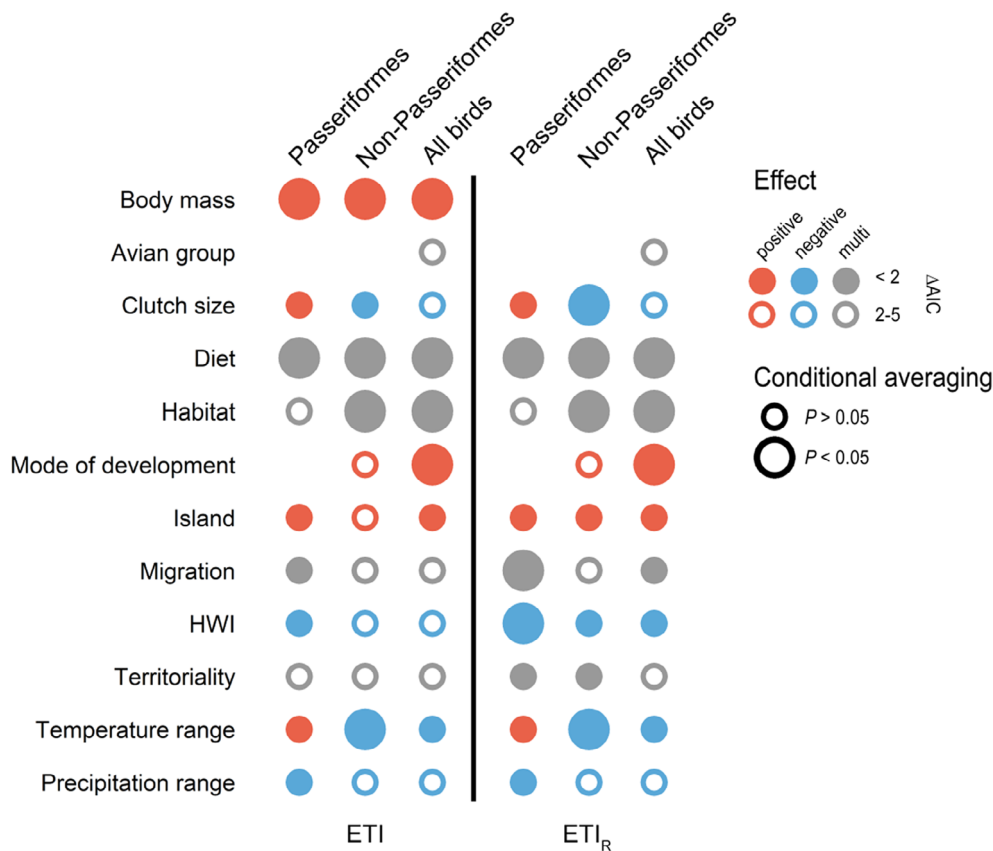 Passeriformes
Non-Passeriformes
All birds
Passeriformes
Non-Passeriformes
All birds
Body mass
Avian group
Clutch size
Diet
Habitat
Mode of development
Island
Migration
HWI
Territoriality
Temperature range
Precipitation range
ETI
ETIR
Effect
positive
negative
multi
< 2
2-5
ΔAIC
Conditional averaging
P > 0.05
P < 0.05